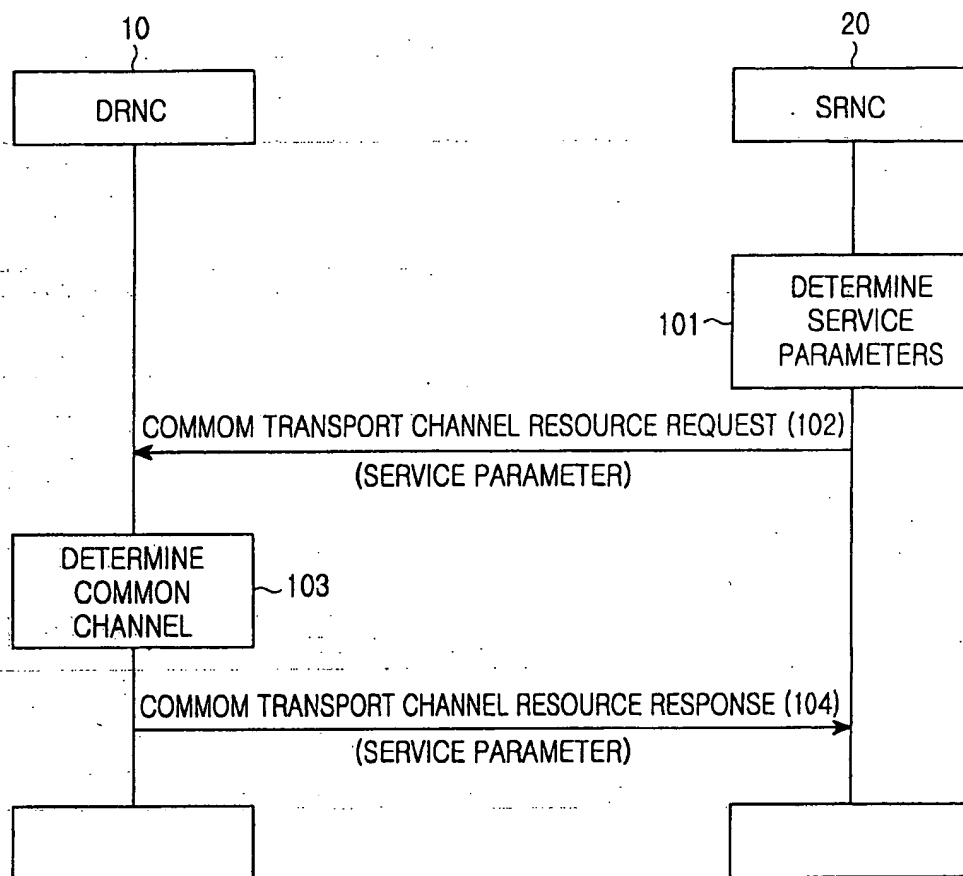 10
20
DRNC
SRNC
DETERMINE
SERVICE
PARAMETERS
101
COMMOM TRANSPORT CHANNEL RESOURCE REQUEST (102)
(SERVICE PARAMETER)
DETERMINE
COMMON
CHANNEL
103
COMMOM TRANSPORT CHANNEL RESOURCE RESPONSE (104)
(SERVICE PARAMETER)